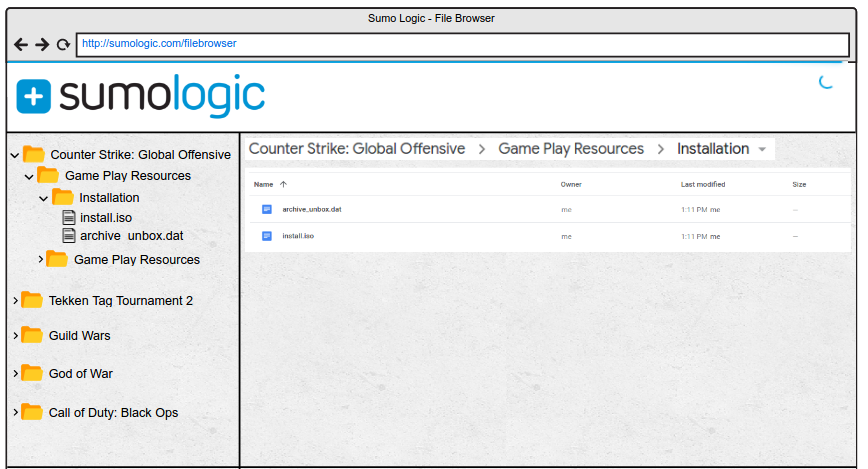 Sumo Logic - File Browser
http://sumologic.com/filebrowser
sumologic
Counter Strike: Global Offensive
Game Play Resources
Installation
install.iso
archive unbox.dat
Game Play Resources
Tekken Tag Tournament 2
Guild Wars
God of War
Call of Duty: Black Ops
Counter Strike: Global Offensive > Game Play Resources > Installation
Name ↑ Owner Last modified Size
archive_unbox.dat me 1:11 PM me —
install.iso me 1:11 PM me —